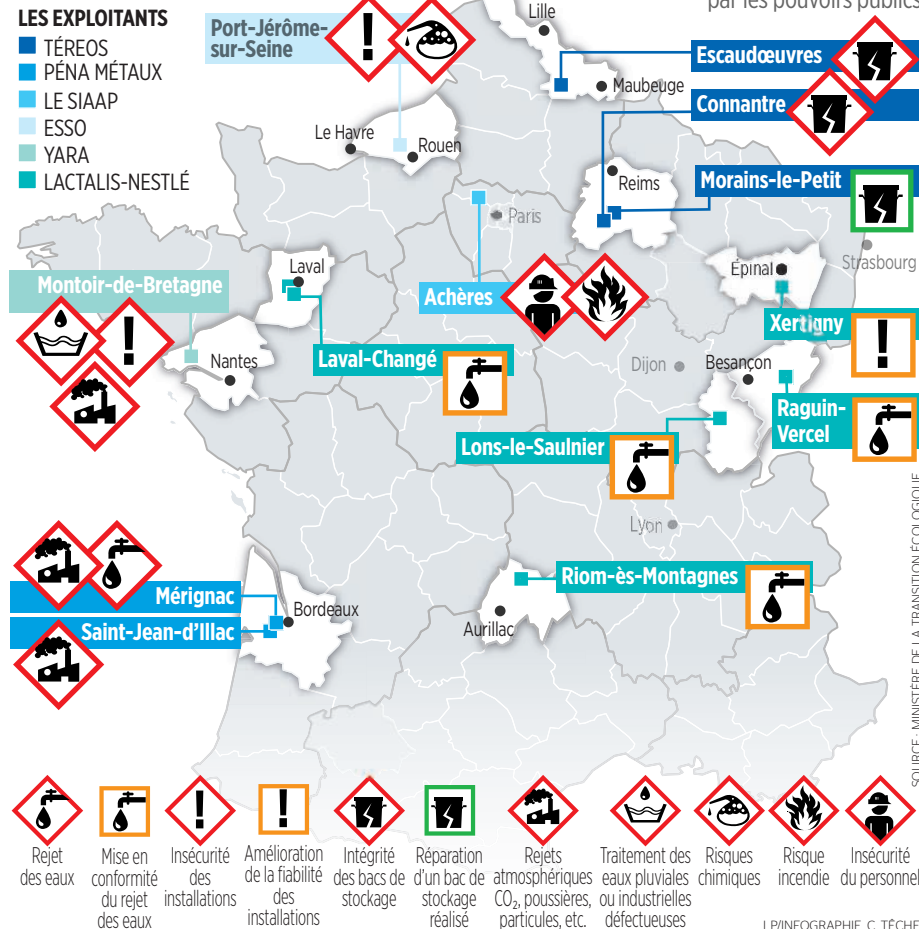 par les pouvoirs publics
LES EXPLOITANTS
TÉREOS
PÉNA MÉTAUX
LE SIAAP
ESSO
YARA
LACTALIS-NESTLÉ
Port-Jérôme-
sur-Seine
Lille
Maubeuge
Escaudœuvres
Connantre
Morains-le-Petit
Le Havre
Rouen
Reims
Paris
Strasbourg
Épinal
Laval
Montoir-de-Bretagne
Achères
Xertigny
Nantes
Laval-Changé
Dijon
Besançon
Raguin-
Vercel
Lons-le-Saulnier
Lyon
Riom-ès-Montagnes
Aurillac
Mérignac
Bordeaux
Saint-Jean-d'Illac
SOURCE : MINISTÈRE DE LA TRANSITION ÉCOLOGIQUE
Rejet
des eaux
Mise en
conformité
du rejet
des eaux
Insécurité
des
installations
Amélioration
de la fiabilité
des
installations
Intégrité
des bacs de
stockage
Réparation
d'un bac de
stockage
réalisé
Rejets
atmosphériques
CO₂, poussières,
particules, etc.
Traitement des
eaux pluviales
ou industrielles
défectueuses
Risques
chimiques
Risque
incendie
Insécurité
du personnel
LP/INFOGRAPHIE C. TÊCHE